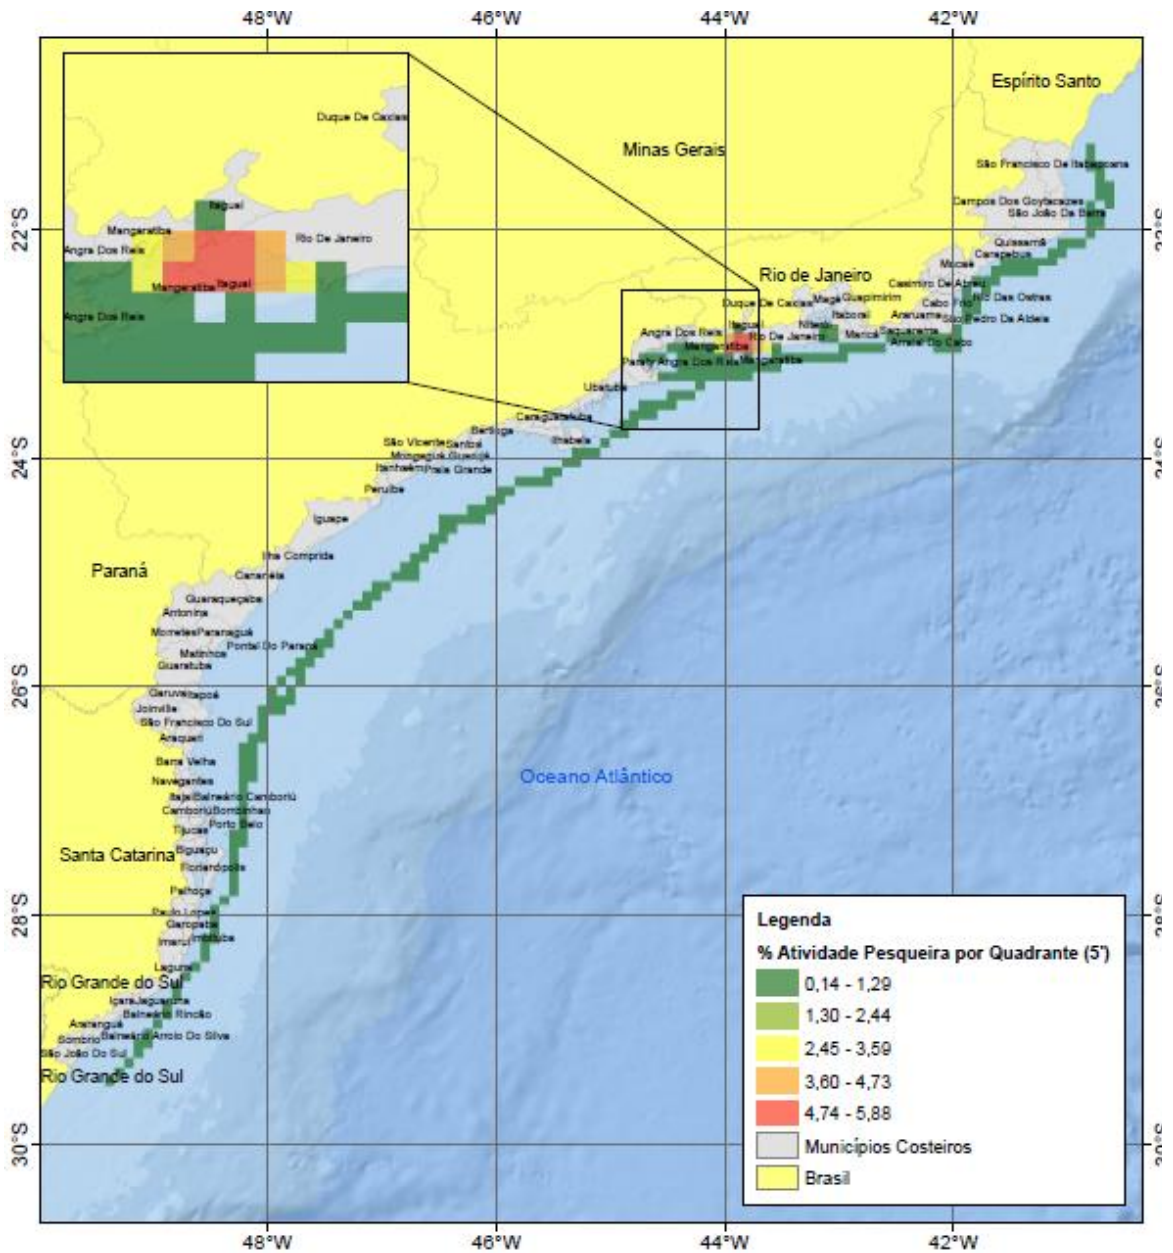 48°W 46°W 44°W 42°W
Espírito Santo
Duque De Caxias
Minas Gerais
São Francisco De Itabapoana
Itaguaí
Campos Dos Goytacazes
São João Da Barra
22°S
22°S
Mangaratiba
Rio De Janeiro
Angra Dos Reis
Quissamã
Carapebus
Macaé
Rio de Janeiro
Casimiro De Abreu
Mangaratiba
Itaguaí
Duque De Caxias
Magé
Guapimirim
Cabo Frio
Rio Das Ostras
Angra Dos Reis
Itaboraí
Araruama
São Pedro Da Aldeia
Itaguaí
Niterói
Angra Dos Reis
Rio De Janeiro
Maricá
Saquarema
Arraial Do Cabo
Mangaratiba
Paraty
Angra Dos Reis
Mangaratiba
Ubatuba
Caraguatatuba
Bertioga
Ilhabela
São Vicente
Santos
24°S
24°S
Mongaguá
Guarujá
Itanhaém
Praia Grande
Peruíbe
Iguape
Ilha Comprida
Paraná
Cananéia
Guaraqueçaba
Antonina
Morretes
Paranaguá
Pontal Do Paraná
Matinhos
Guaratuba
26°S
26°S
Garuva
Itapoá
Joinville
São Francisco Do Sul
Araquari
Barra Velha
Oceano Atlântico
Navegantes
Itajaí
Balneário Camboriú
Camboriú
Bombinhas
Porto Belo
Tijucas
Biguaçu
Santa Catarina
Florianópolis
Palhoça
28°S
28°S
Paulo Lopes
Garopaba
Imaruí
Imbituba
Laguna
Rio Grande do Sul
Içara
Jaguaruna
Balneário Rincão
Araranguá
Sombrio
Balneário Arroio Do Silva
São João Do Sul
Rio Grande do Sul
30°S
30°S
Legenda
% Atividade Pesqueira por Quadrante (5')
0,14 - 1,29
1,30 - 2,44
2,45 - 3,59
3,60 - 4,73
4,74 - 5,88
Municípios Costeiros
Brasil
48°W 46°W 44°W 42°W